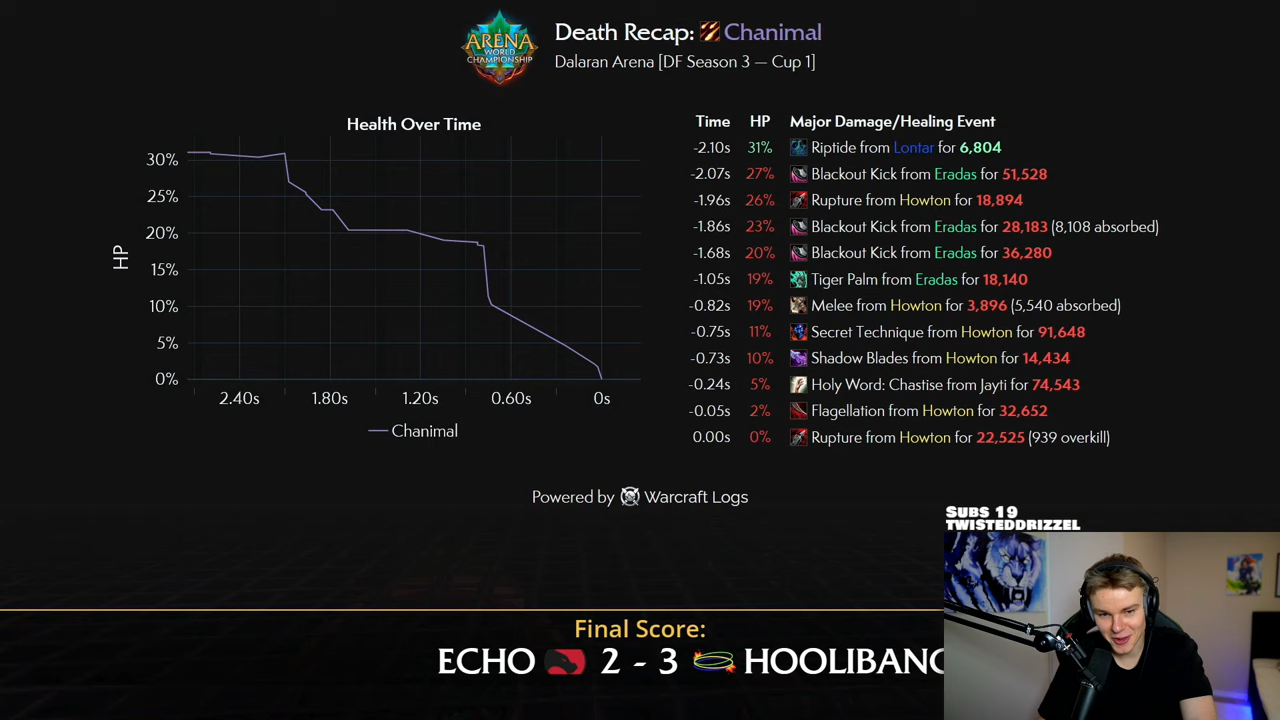 ARENA
WORLD
CHAMPIONSHIP
Death Recap: Chanimal
Dalaran Arena [DF Season 3 — Cup 1]
Health Over Time
30%
25%
20%
15%
10%
5%
0%
HP
2.40s 1.80s 1.20s 0.60s 0s
Chanimal
Time HP Major Damage/Healing Event
-2.10s 31% Riptide from Lontar for 6,804
-2.07s 27% Blackout Kick from Eradas for 51,528
-1.96s 26% Rupture from Howton for 18,894
-1.86s 23% Blackout Kick from Eradas for 28,183 (8,108 absorbed)
-1.68s 20% Blackout Kick from Eradas for 36,280
-1.05s 19% Tiger Palm from Eradas for 18,140
-0.82s 19% Melee from Howton for 3,896 (5,540 absorbed)
-0.75s 11% Secret Technique from Howton for 91,648
-0.73s 10% Shadow Blades from Howton for 14,434
-0.24s 5% Holy Word: Chastise from Jayti for 74,543
-0.05s 2% Flagellation from Howton for 32,652
0.00s 0% Rupture from Howton for 22,525 (939 overkill)
Powered by Warcraft Logs
SUBS 19
TWISTEDDRIZZEL
Final Score:
ECHO 2 - 3 HOOLIBANG